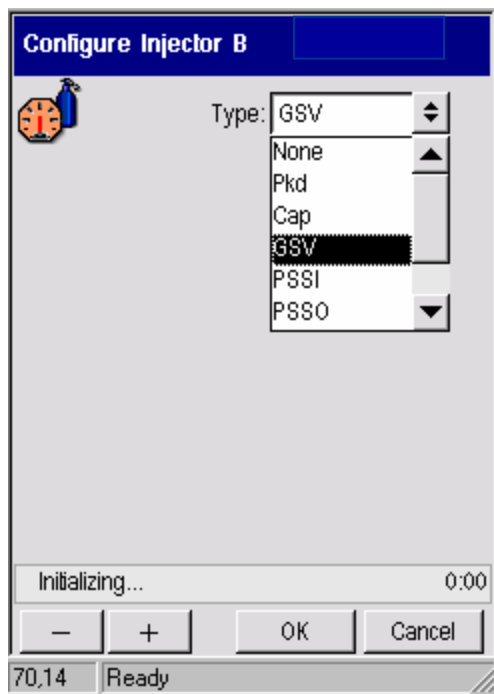 Configure Injector B
Type: GSV
None
Pkd
Cap
GSV
PSSI
PSSO
Initializing... 0:00
− + OK Cancel
70,14 Ready